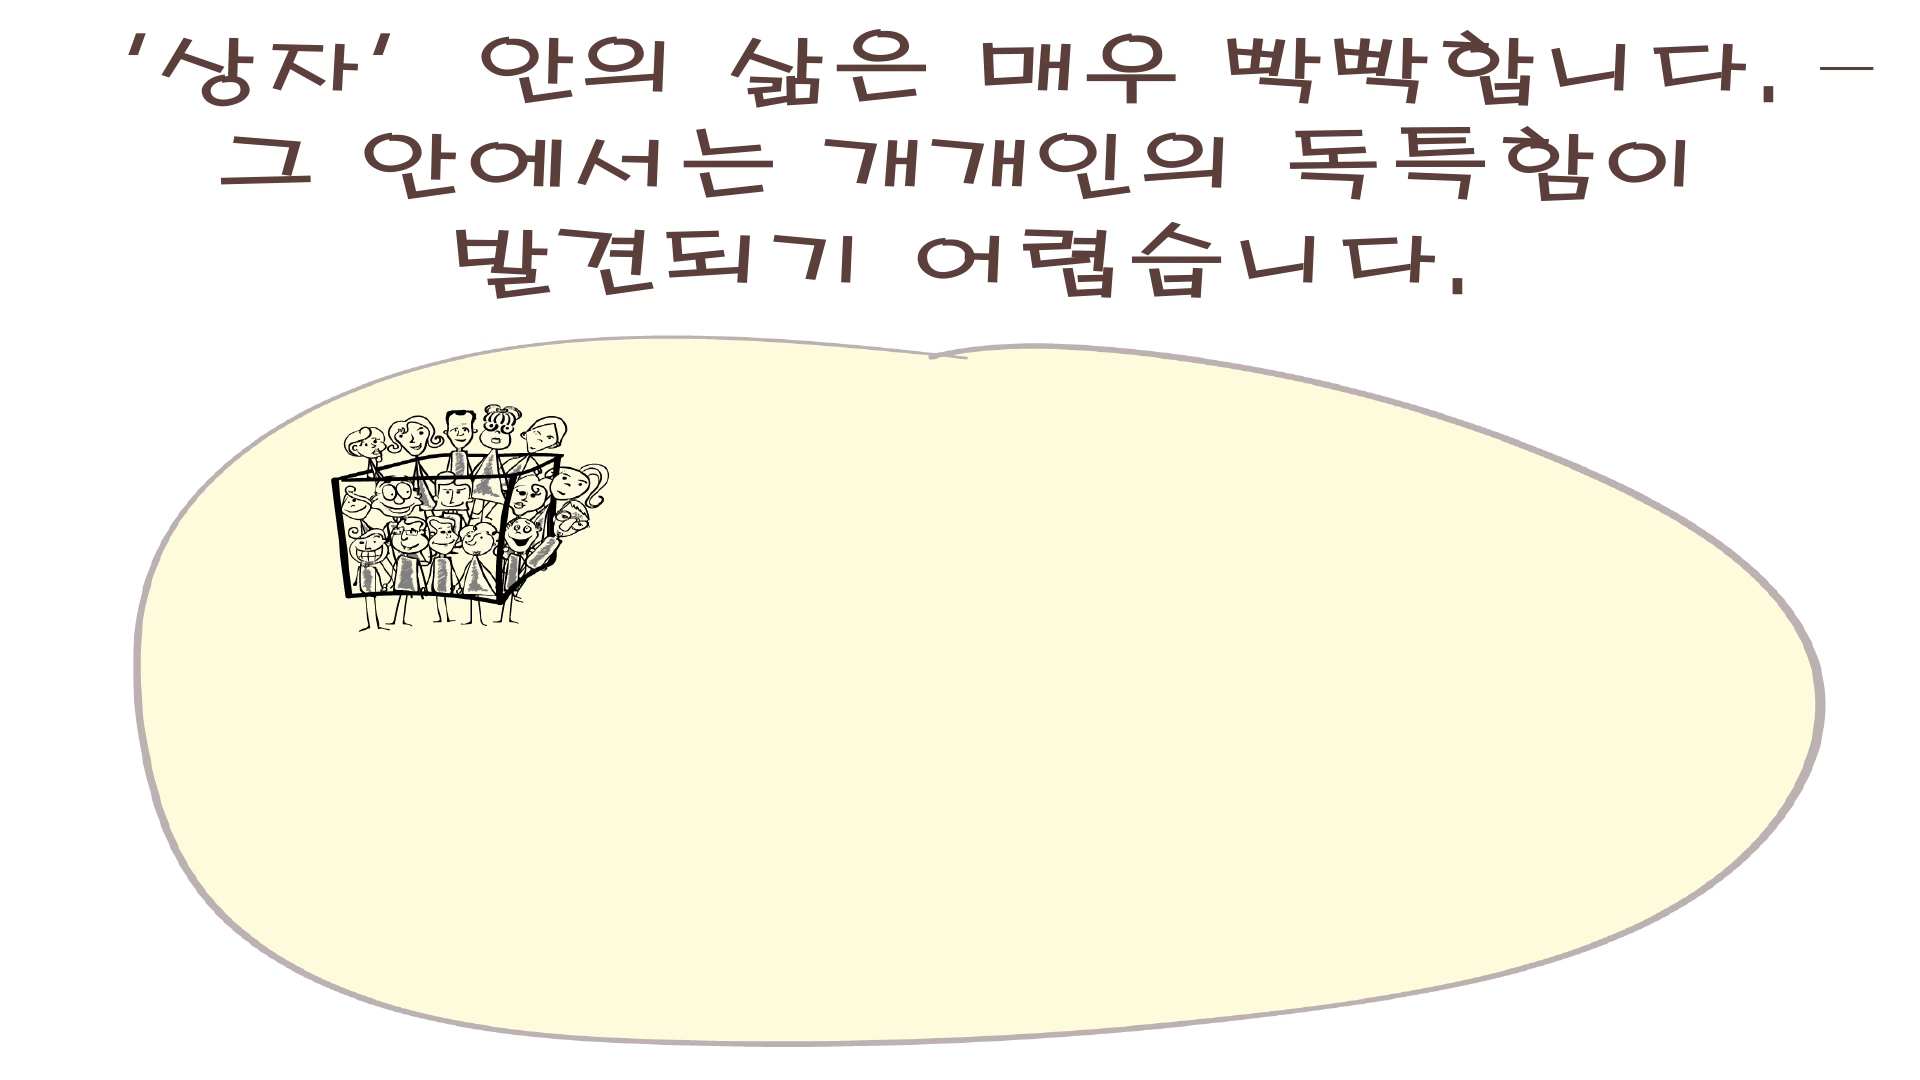 '상자' 안의 삶은 매우 빡빡합니다. —
그 안에서는 개개인의 독특함이
발견되기 어렵습니다.